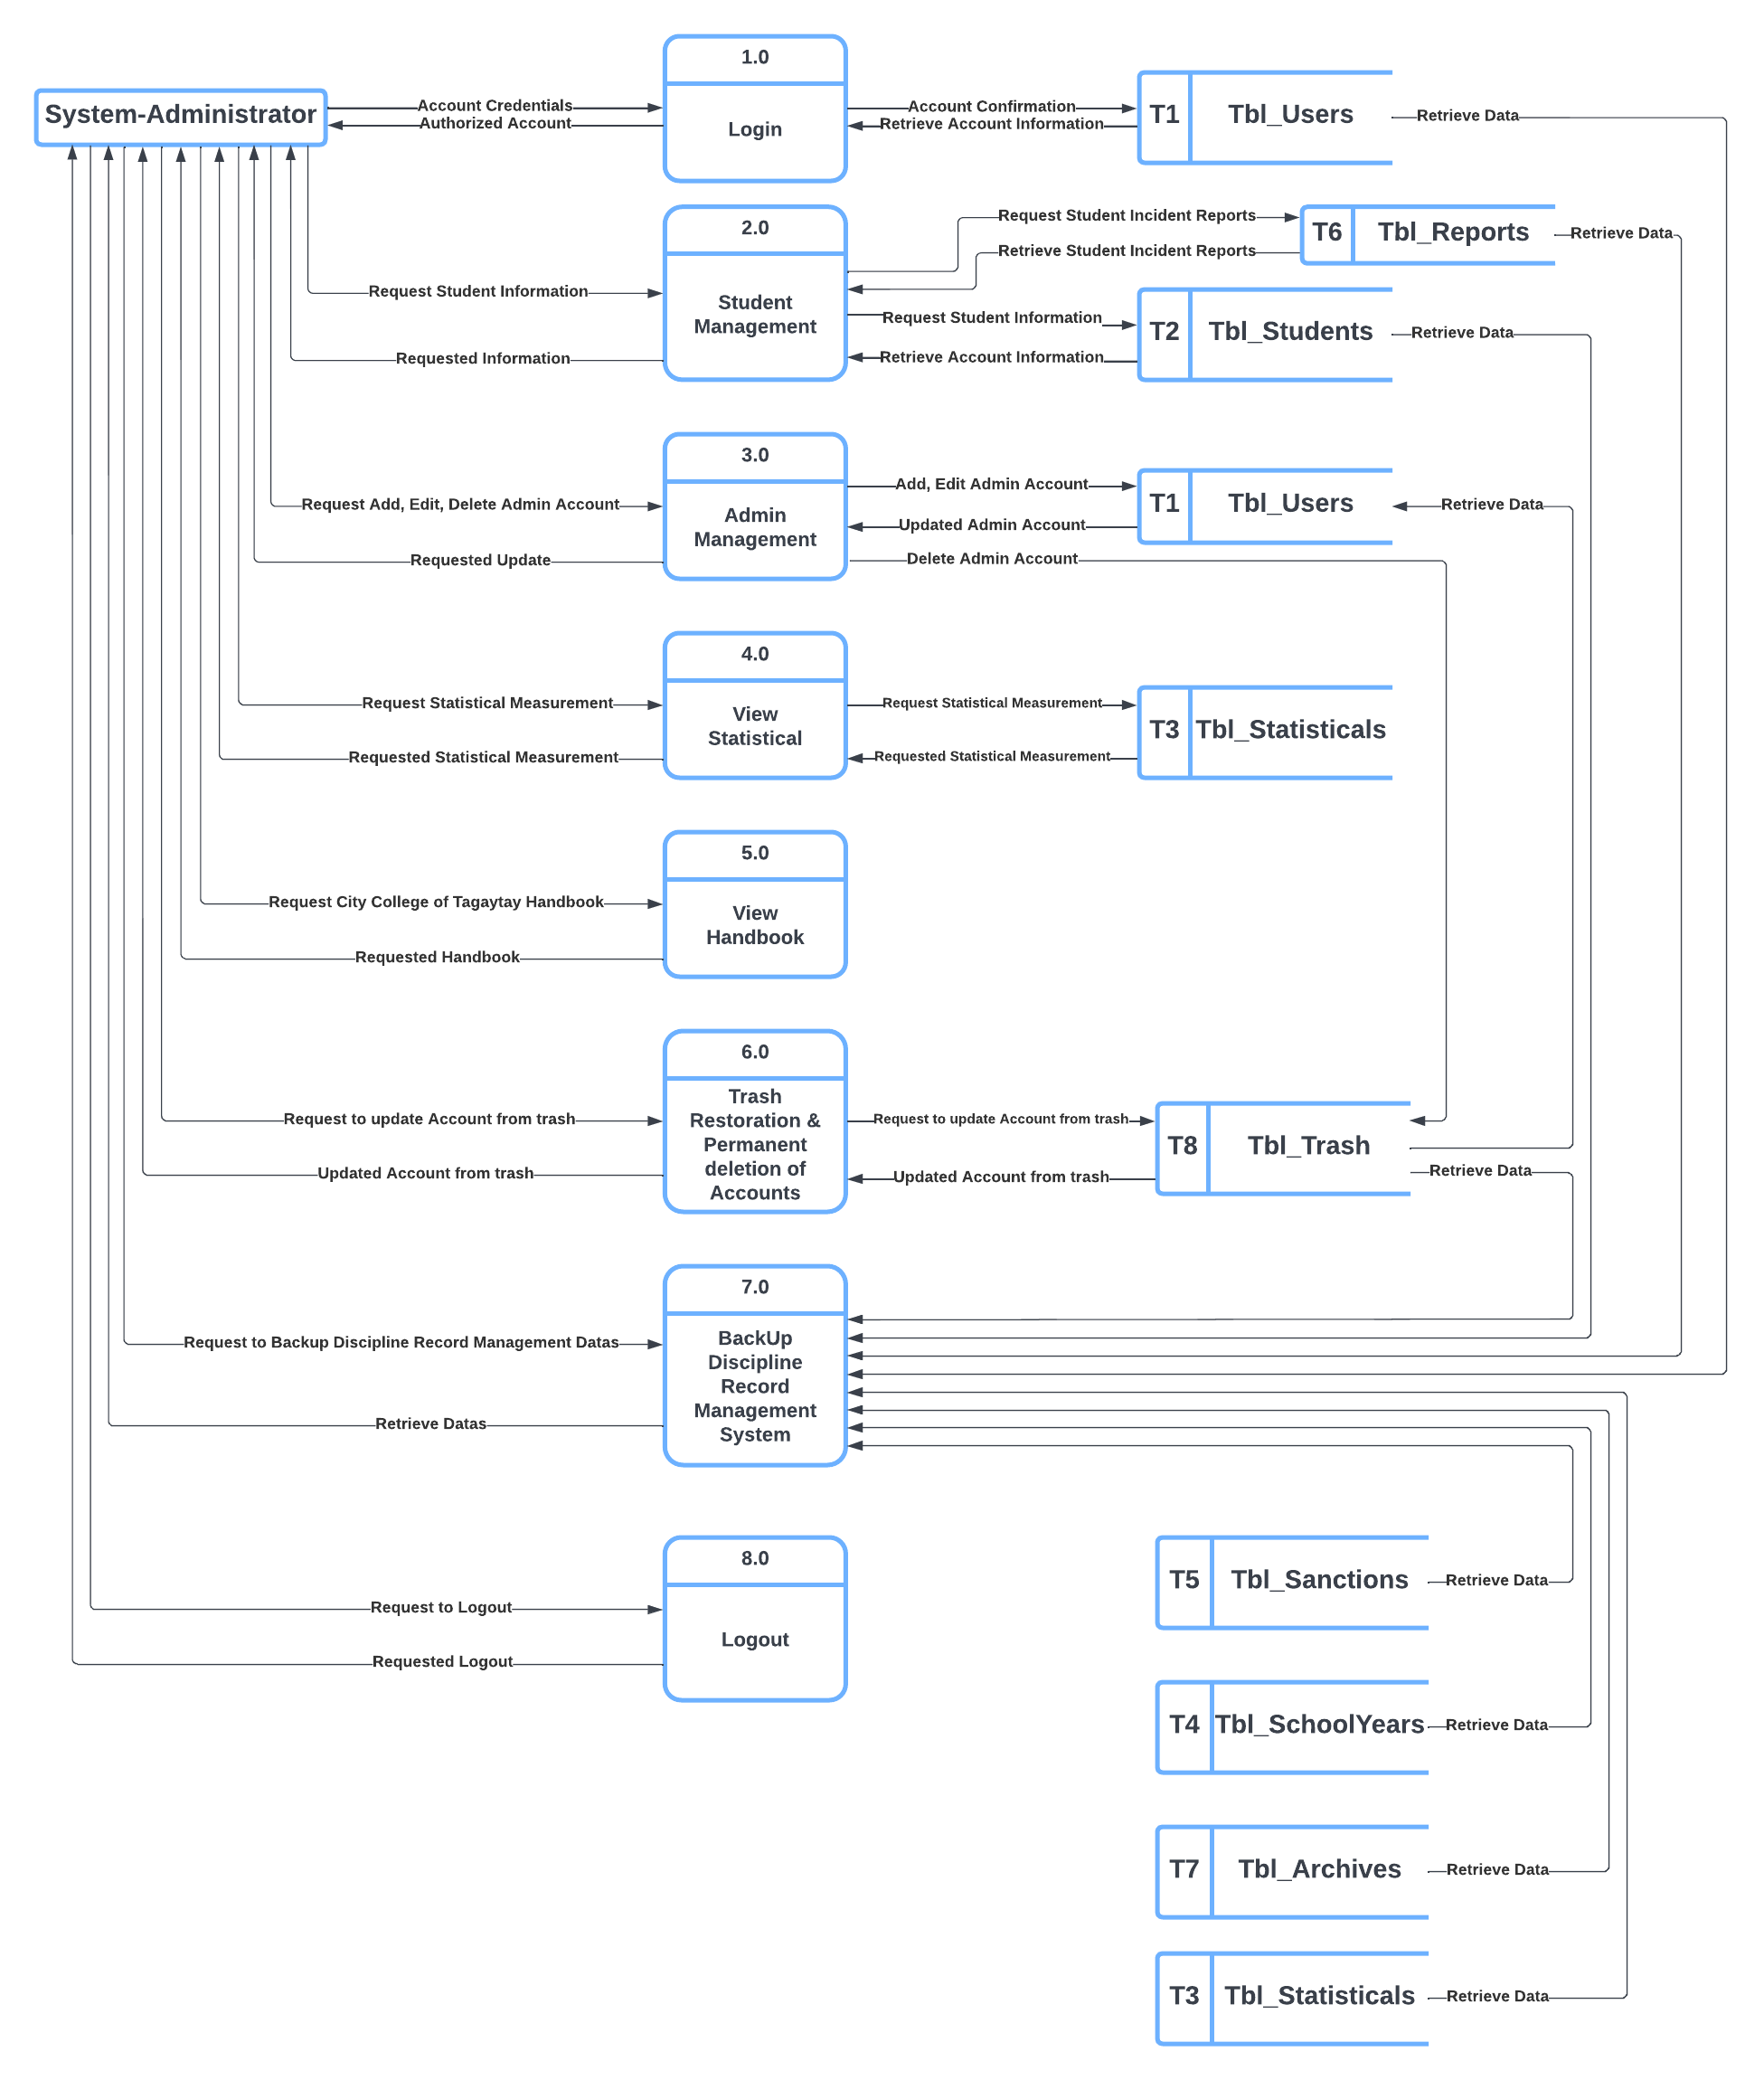 1.0
Login
System-Administrator
Account Credentials
Authorized Account
Account Confirmation
Retrieve Account Information
T1
Tbl_Users
Retrieve Data
2.0
Student
Management
Request Student Incident Reports
Retrieve Student Incident Reports
T6
Tbl_Reports
Retrieve Data
Request Student Information
Requested Information
Request Student Information
Retrieve Account Information
T2
Tbl_Students
Retrieve Data
3.0
Admin
Management
Request Add, Edit, Delete Admin Account
Requested Update
Add, Edit Admin Account
Updated Admin Account
Delete Admin Account
T1
Tbl_Users
Retrieve Data
4.0
View
Statistical
Request Statistical Measurement
Requested Statistical Measurement
Request Statistical Measurement
Requested Statistical Measurement
T3
Tbl_Statisticals
5.0
View
Handbook
Request City College of Tagaytay Handbook
Requested Handbook
6.0
Trash
Restoration &
Permanent
deletion of
Accounts
Request to update Account from trash
Updated Account from trash
Request to update Account from trash
Updated Account from trash
T8
Tbl_Trash
Retrieve Data
7.0
BackUp
Discipline
Record
Management
System
Request to Backup Discipline Record Management Datas
Retrieve Datas
8.0
Logout
Request to Logout
Requested Logout
T5
Tbl_Sanctions
Retrieve Data
T4
Tbl_SchoolYears
Retrieve Data
T7
Tbl_Archives
Retrieve Data
T3
Tbl_Statisticals
Retrieve Data